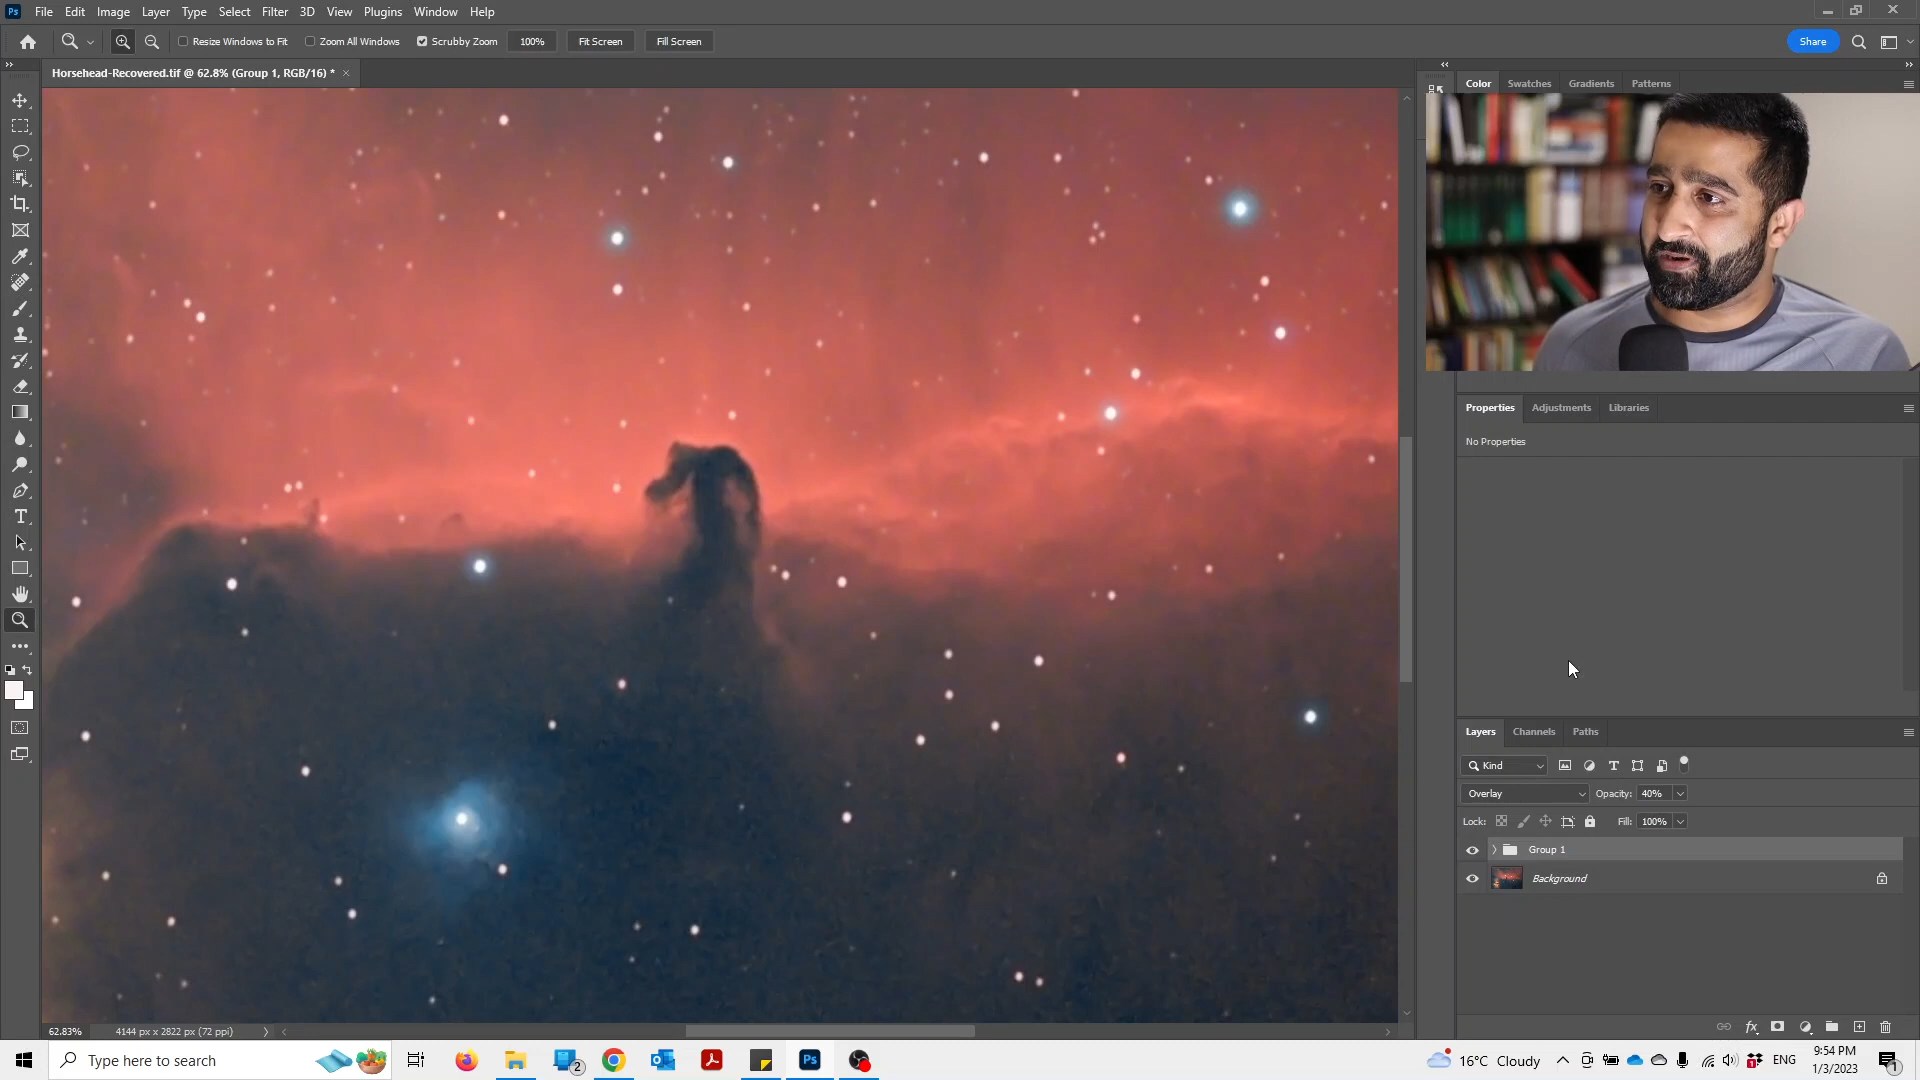 Ps File Edit Image Layer Type Select Filter 3D View Plugins Window Help
Resize Windows to Fit Zoom All Windows Scrubby Zoom 100% Fit Screen Fill Screen Share
Horsehead-Recovered.tif @ 62.8% (Group 1, RGB/16) * ×
Color Swatches Gradients Patterns
Properties Adjustments Libraries
No Properties
Layers Channels Paths
Kind
Overlay Opacity: 40%
Lock: Fill: 100%
Group 1
Background
62.83% 4144 px x 2822 px (72 ppi)
Type here to search
2
Ps
16°C Cloudy
ENG
9:54 PM
1/3/2023
1